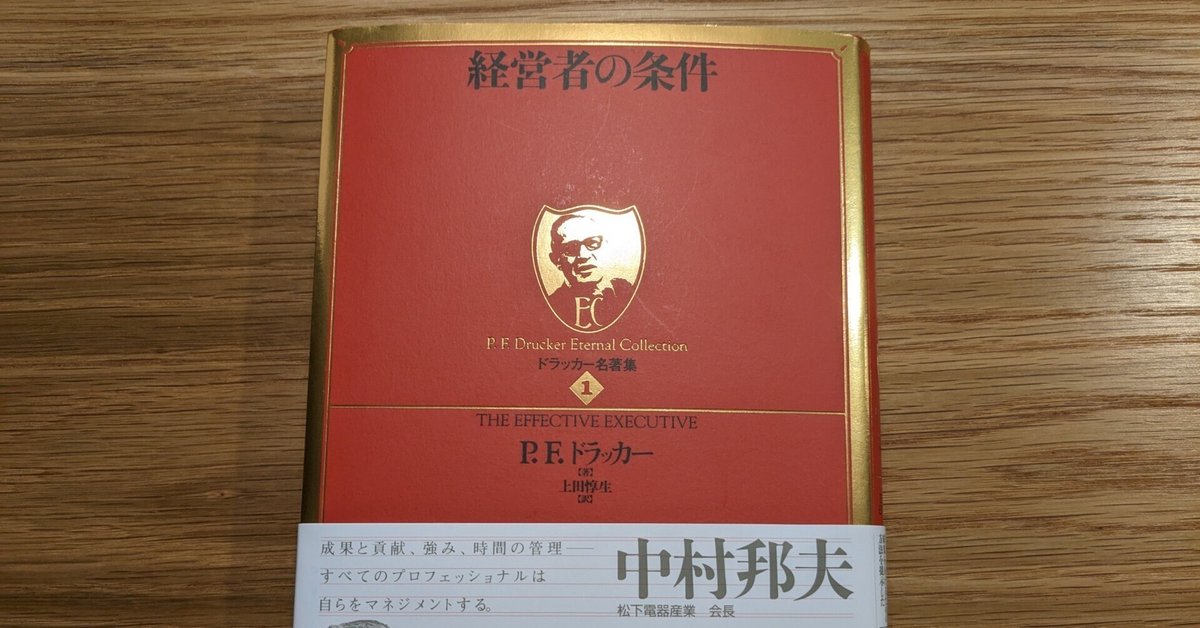 経営者の条件
EC
P. F. Drucker Eternal Collection
ドラッカー名著集
1
THE EFFECTIVE EXECUTIVE
P. F. ドラッカー
【著】
上田惇生
【訳】
成果と貢献、強み、時間の管理──
すべてのプロフェッショナルは
自らをマネジメントする。
中村邦夫
松下電器産業 会長